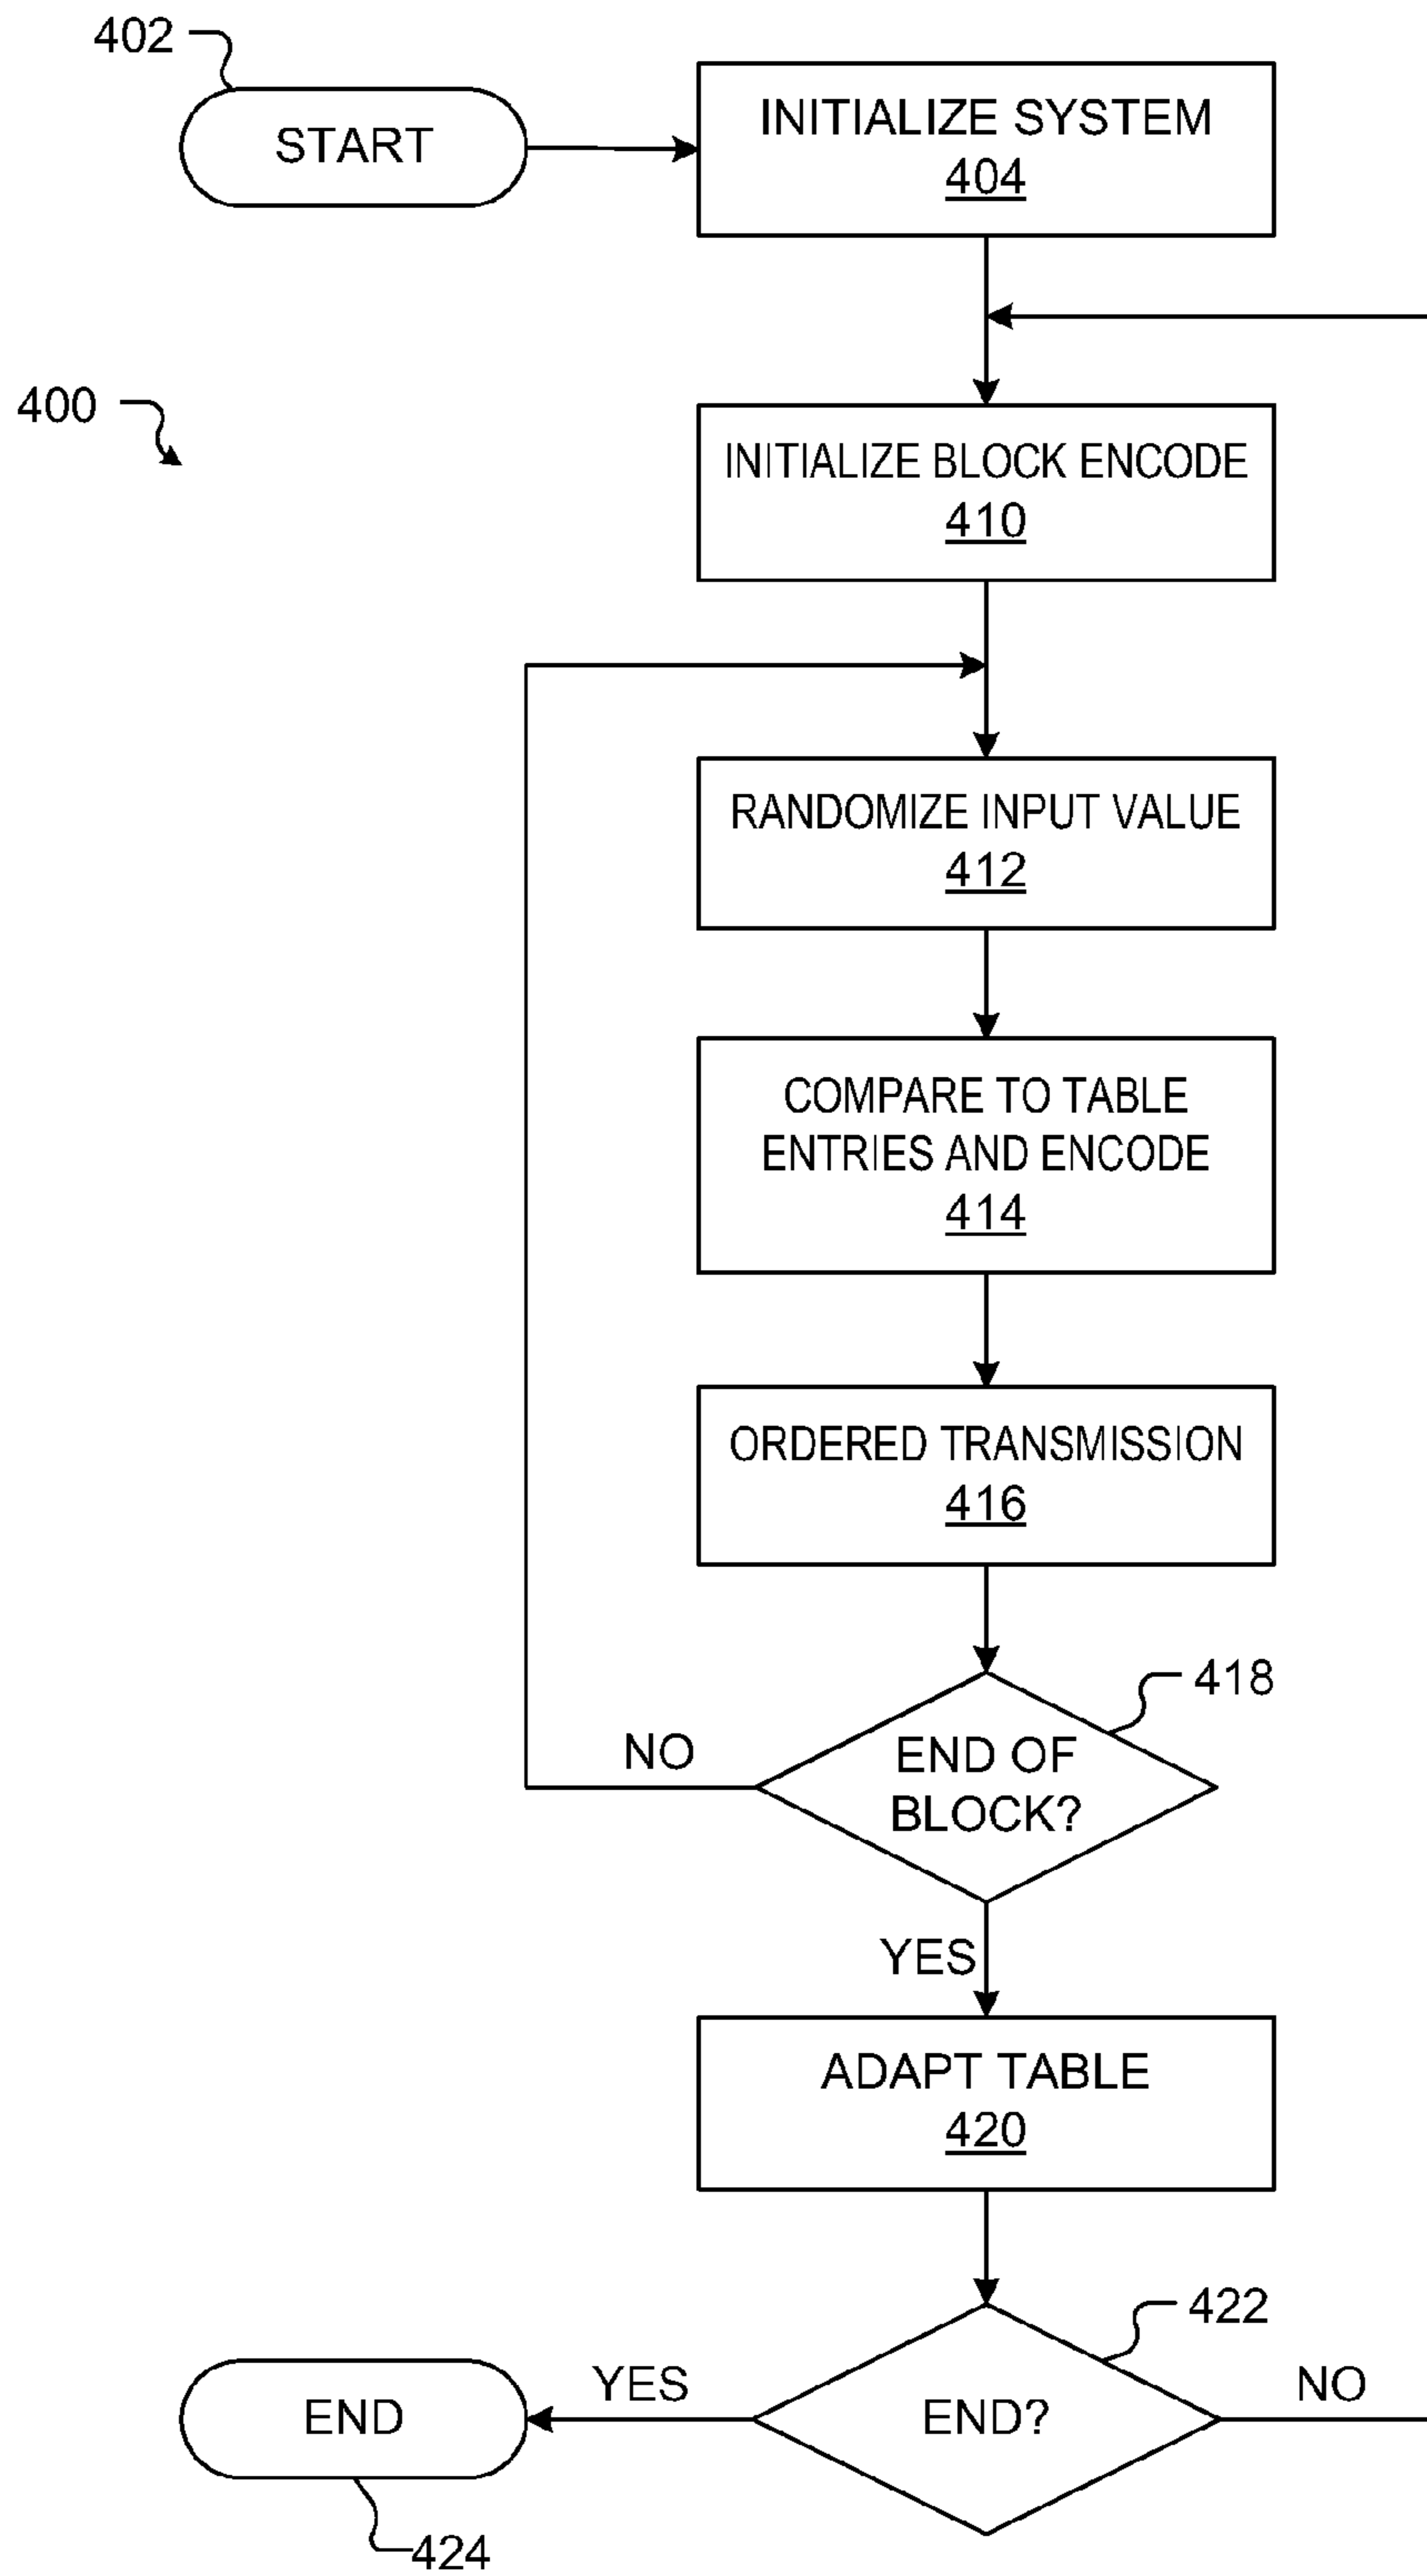 402
START
INITIALIZE SYSTEM
404
400
INITIALIZE BLOCK ENCODE
410
RANDOMIZE INPUT VALUE
412
COMPARE TO TABLE
ENTRIES AND ENCODE
414
ORDERED TRANSMISSION
416
418
NO
END OF
BLOCK?
YES
ADAPT TABLE
420
422
YES
NO
END
END?
424